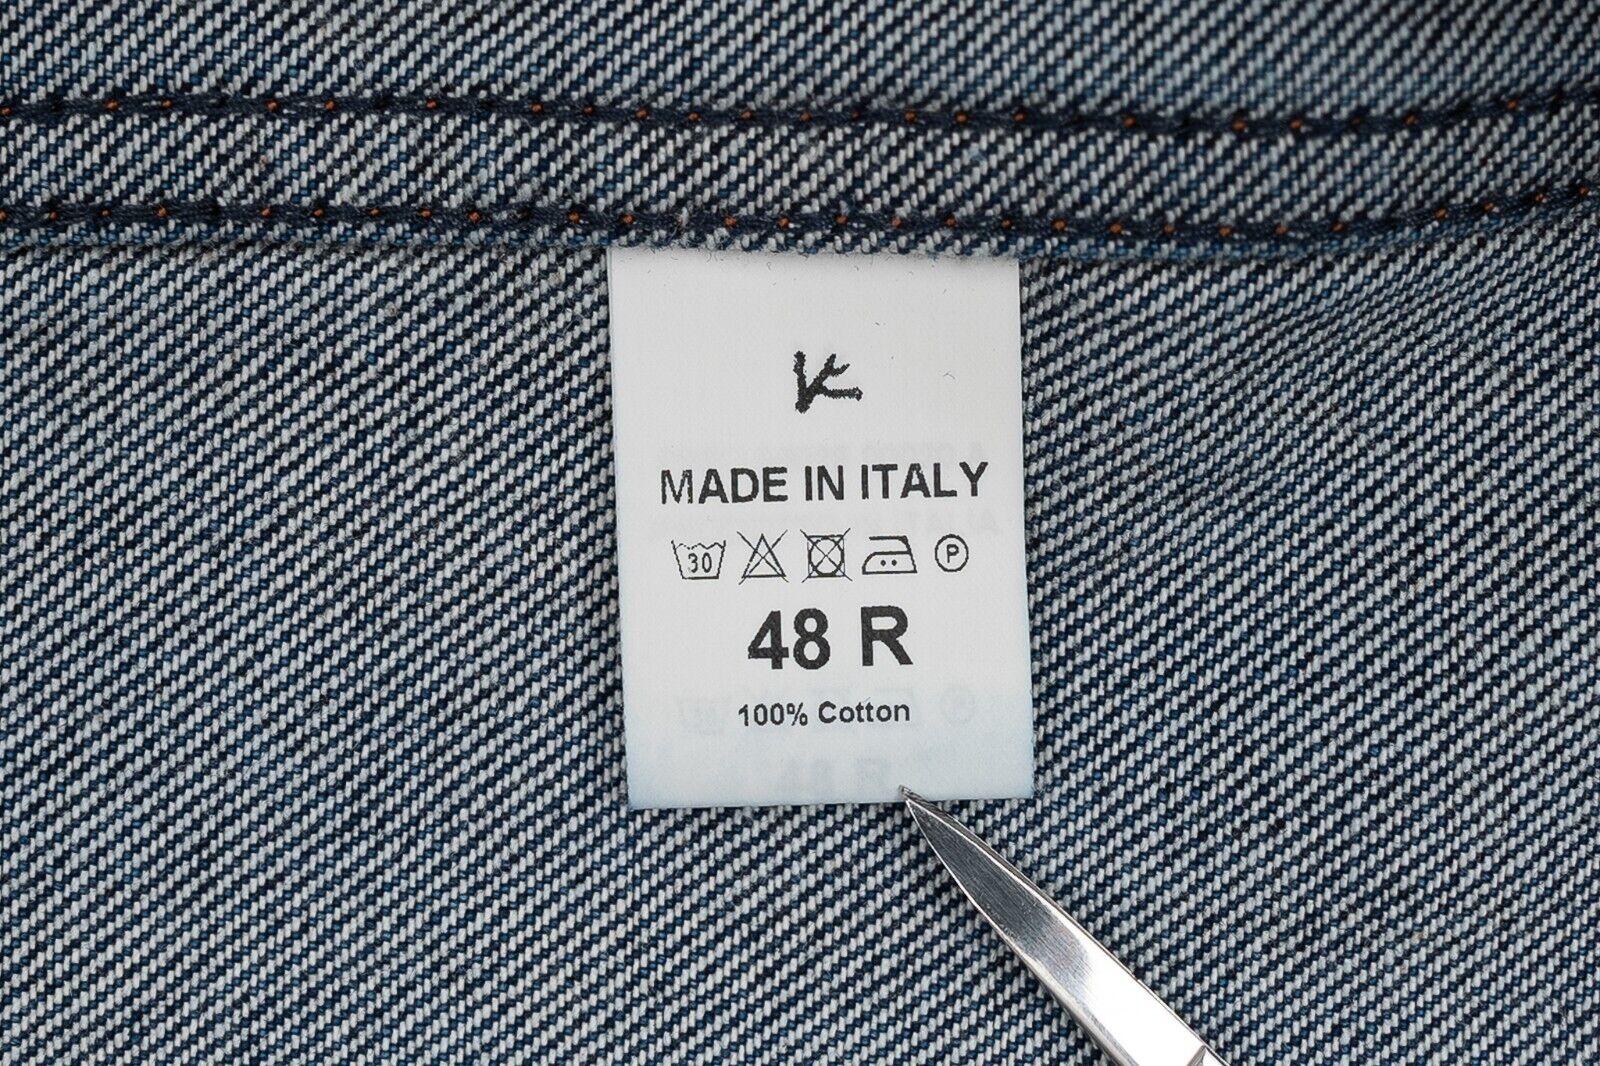 MADE IN ITALY
30 P
48 R
100% Cotton